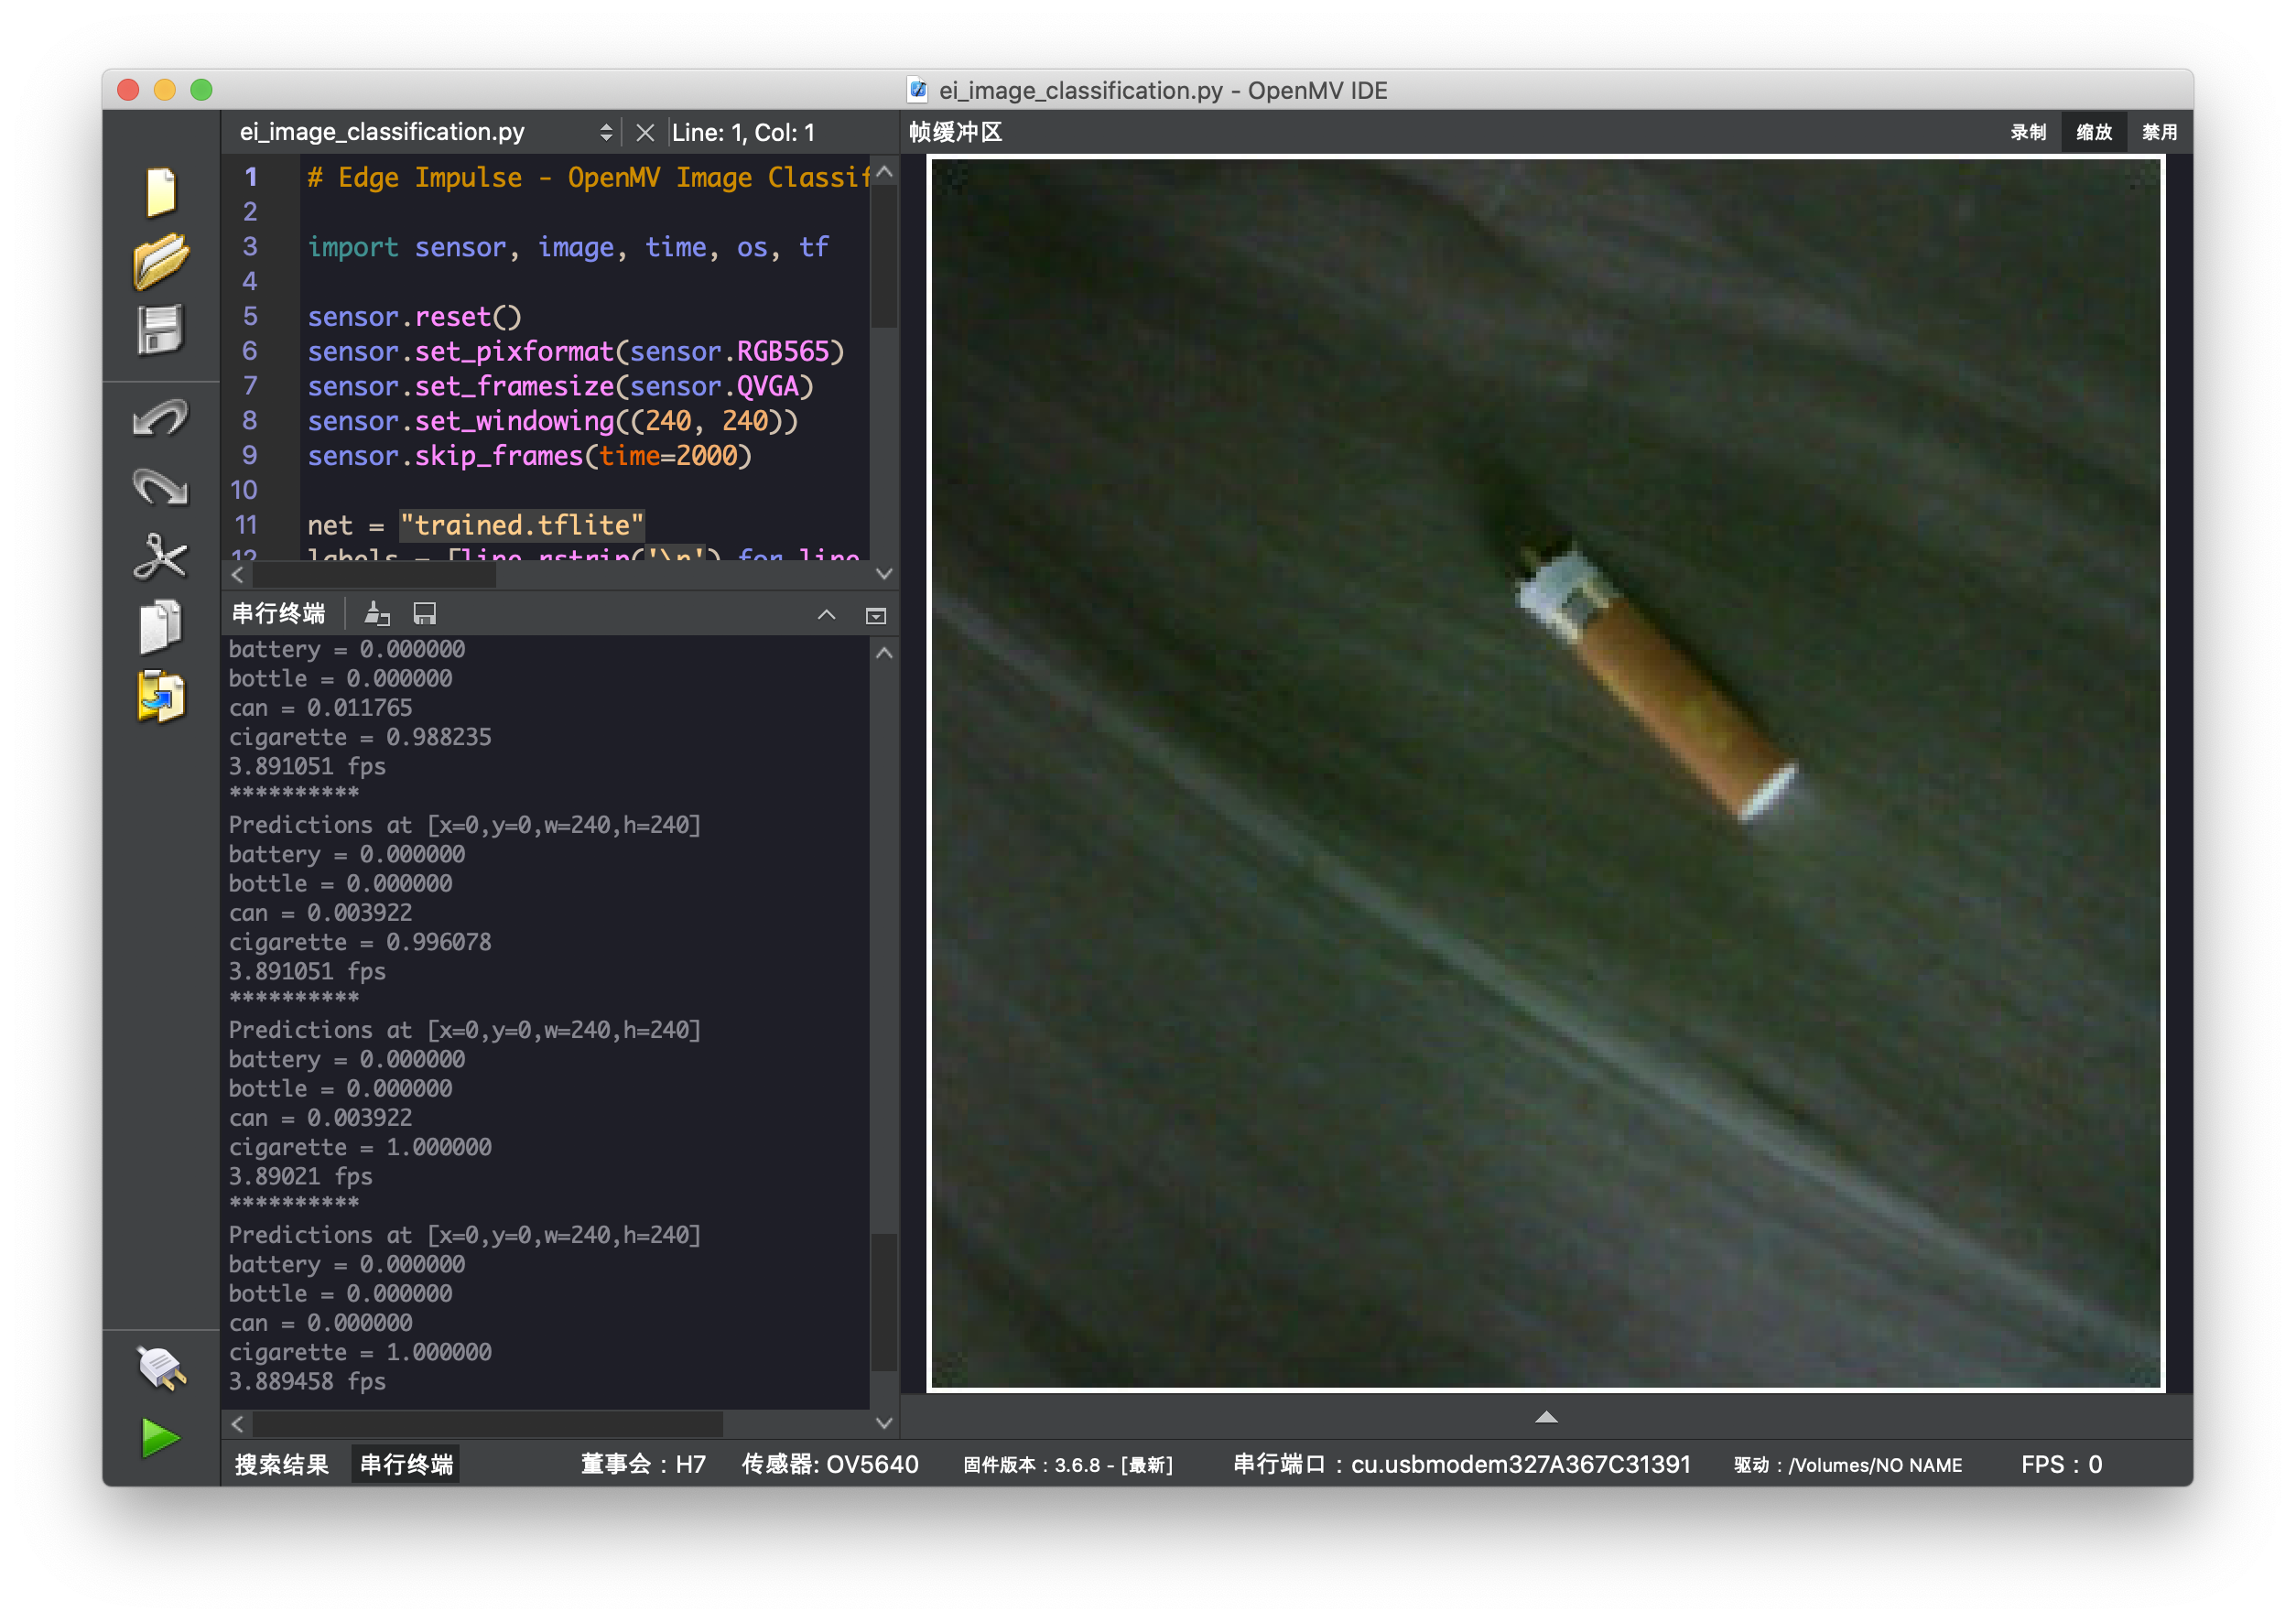 ei_image_classification.py - OpenMV IDE
ei_image_classification.py
Line: 1, Col: 1
帧缓冲区
录制
缩放
禁用
1 # Edge Impulse - OpenMV Image Classif
2
3 import sensor, image, time, os, tf
4
5 sensor.reset()
6 sensor.set_pixformat(sensor.RGB565)
7 sensor.set_framesize(sensor.QVGA)
8 sensor.set_windowing((240, 240))
9 sensor.skip_frames(time=2000)
10
11 net = "trained.tflite"
12 labels = [line.rstrip('\n') for line
串行终端
battery = 0.000000
bottle = 0.000000
can = 0.011765
cigarette = 0.988235
3.891051 fps
**********
Predictions at [x=0,y=0,w=240,h=240]
battery = 0.000000
bottle = 0.000000
can = 0.003922
cigarette = 0.996078
3.891051 fps
**********
Predictions at [x=0,y=0,w=240,h=240]
battery = 0.000000
bottle = 0.000000
can = 0.003922
cigarette = 1.000000
3.89021 fps
**********
Predictions at [x=0,y=0,w=240,h=240]
battery = 0.000000
bottle = 0.000000
can = 0.000000
cigarette = 1.000000
3.889458 fps
搜索结果
串行终端
董事会：H7
传感器: OV5640
固件版本：3.6.8 - [最新]
串行端口：cu.usbmodem327A367C31391
驱动：/Volumes/NO NAME
FPS：0